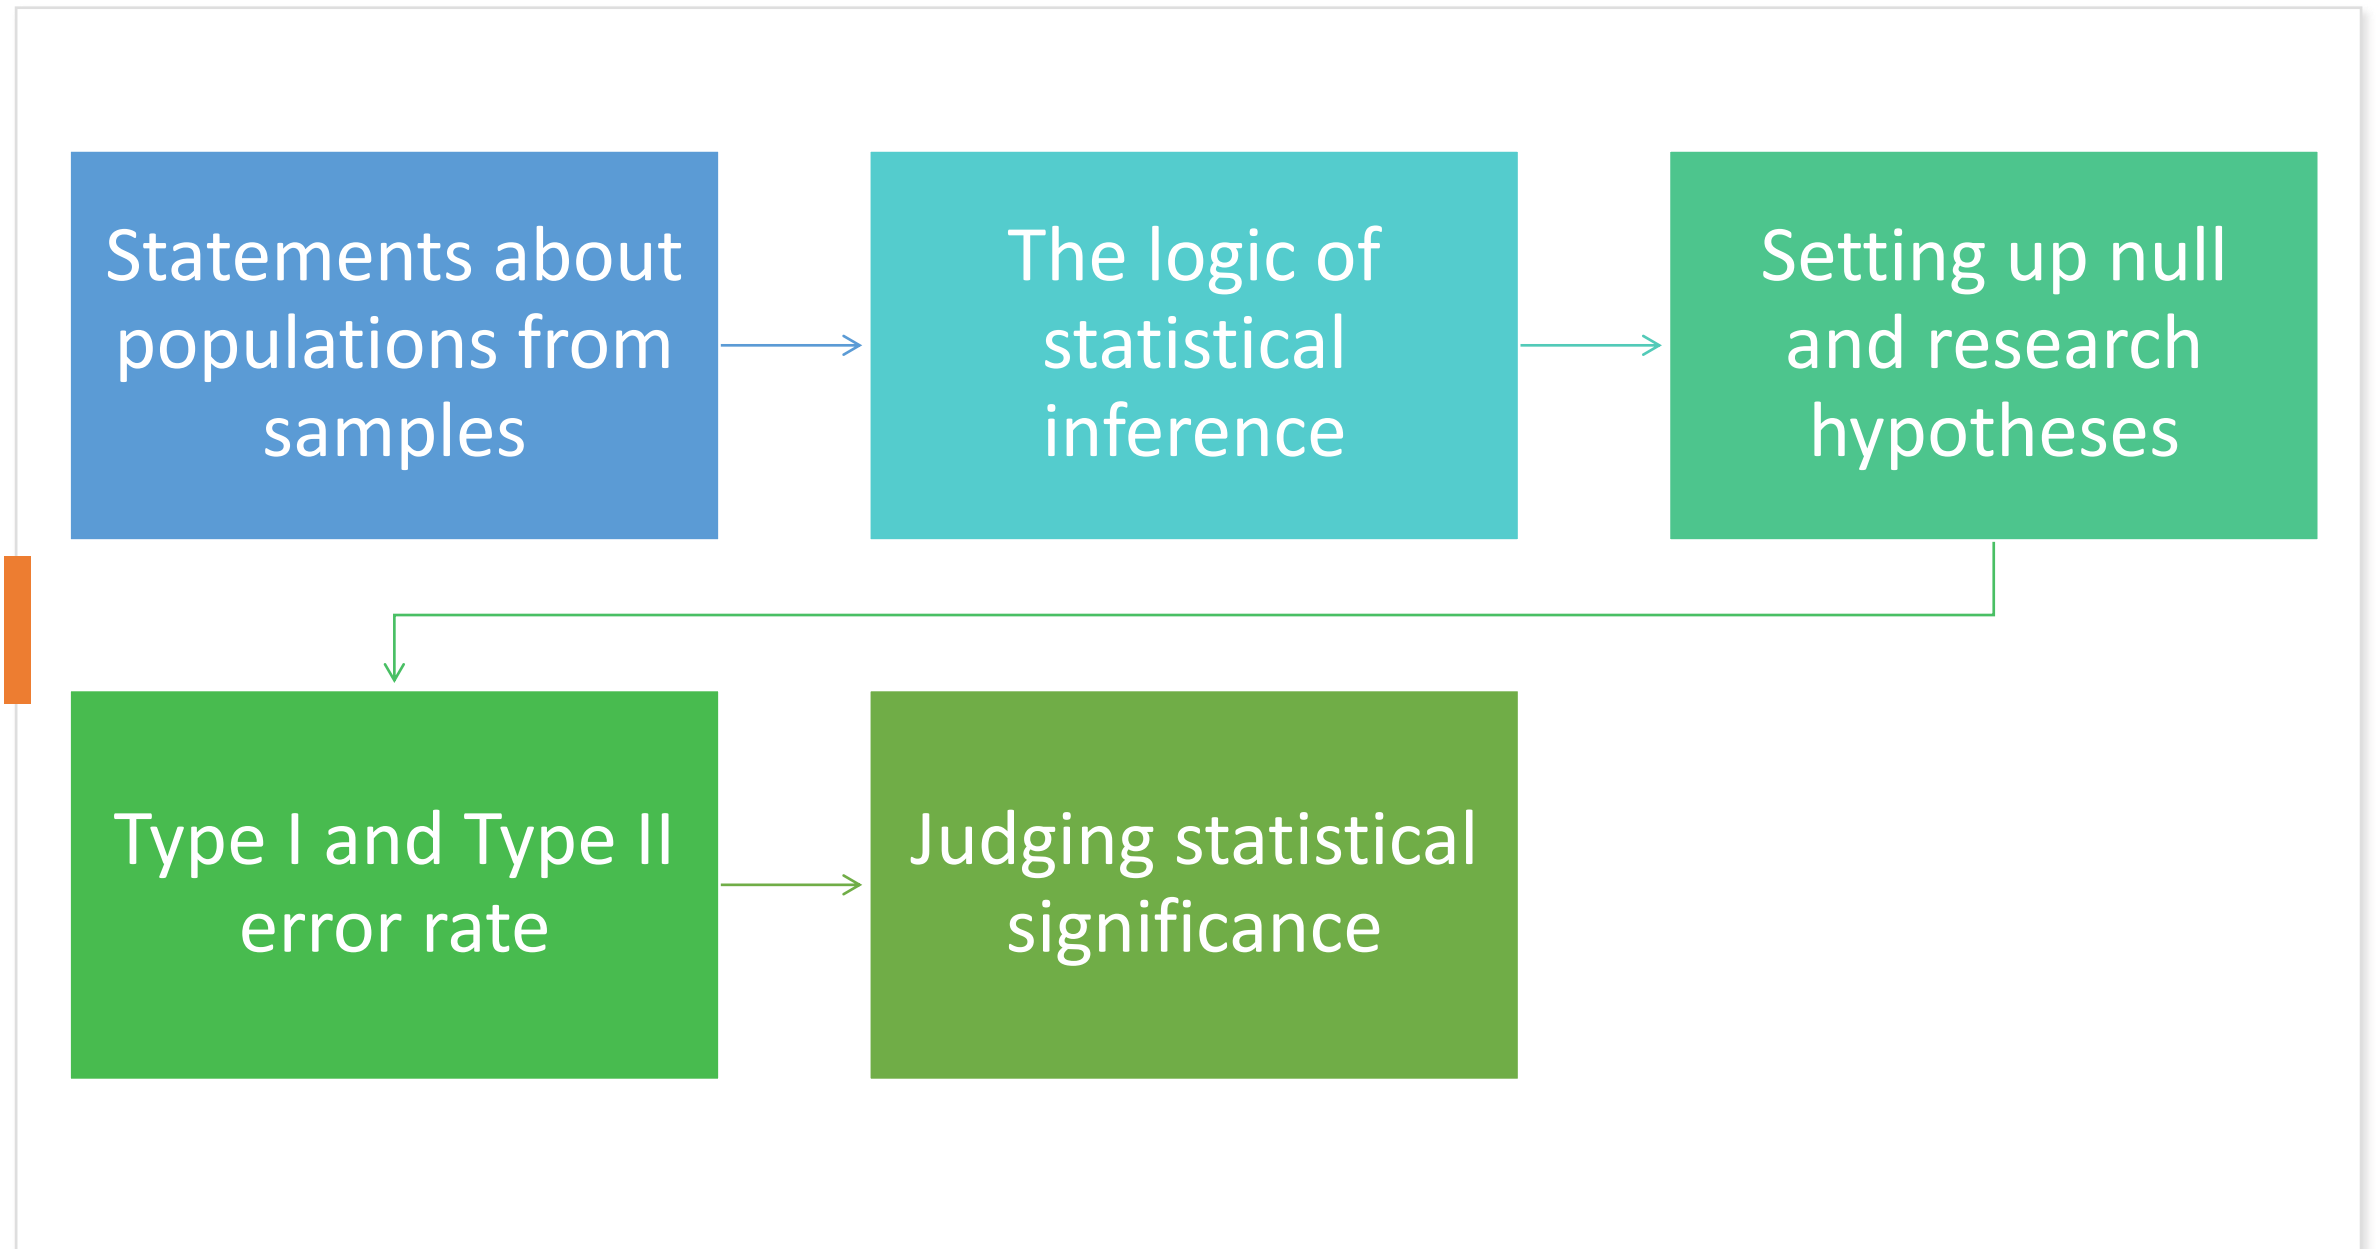 Statements about
populations from
samples
The logic of
statistical
inference
Setting up null
and research
hypotheses
Type I and Type II
error rate
Judging statistical
significance